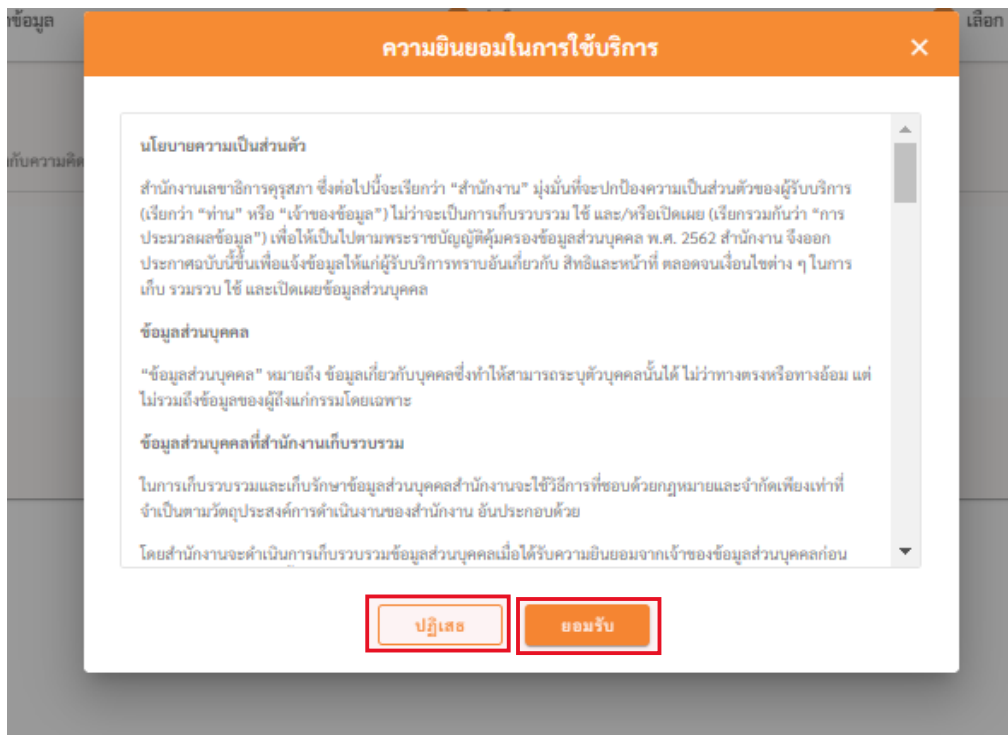 ข้อมูล
เลือก
ความยินยอมในการใช้บริการ
กับความคิด
นโยบายความเป็นส่วนตัว
สำนักงานเลขาธิการคุรุสภา ซึ่งต่อไปนี้จะเรียกว่า “สำนักงาน” มุ่งมั่นที่จะปกป้องความเป็นส่วนตัวของผู้รับบริการ
(เรียกว่า “ท่าน” หรือ “เจ้าของข้อมูล”) ไม่ว่าจะเป็นการเก็บรวบรวม ใช้ และ/หรือเปิดเผย (เรียกรวมกันว่า “การ
ประมวลผลข้อมูล”) เพื่อให้เป็นไปตามพระราชบัญญัติคุ้มครองข้อมูลส่วนบุคคล พ.ศ. 2562 สำนักงาน จึงออก
ประกาศฉบับนี้ขึ้นเพื่อแจ้งข้อมูลให้แก่ผู้รับบริการทราบอันเกี่ยวกับ สิทธิและหน้าที่ ตลอดจนเงื่อนไขต่าง ๆ ในการ
เก็บ รวมรวบ ใช้ และเปิดเผยข้อมูลส่วนบุคคล
ข้อมูลส่วนบุคคล
“ข้อมูลส่วนบุคคล” หมายถึง ข้อมูลเกี่ยวกับบุคคลซึ่งทำให้สามารถระบุตัวบุคคลนั้นได้ ไม่ว่าทางตรงหรือทางอ้อม แต่
ไม่รวมถึงข้อมูลของผู้ถึงแก่กรรมโดยเฉพาะ
ข้อมูลส่วนบุคคลที่สำนักงานเก็บรวบรวม
ในการเก็บรวบรวมและเก็บรักษาข้อมูลส่วนบุคคลสำนักงานจะใช้วิธีการที่ชอบด้วยกฎหมายและจำกัดเพียงเท่าที่
จำเป็นตามวัตถุประสงค์การดำเนินงานของสำนักงาน อันประกอบด้วย
โดยสำนักงานจะดำเนินการเก็บรวบรวมข้อมูลส่วนบุคคลเมื่อได้รับความยินยอมจากเจ้าของข้อมูลส่วนบุคคลก่อน
ปฏิเสธ
ยอมรับ